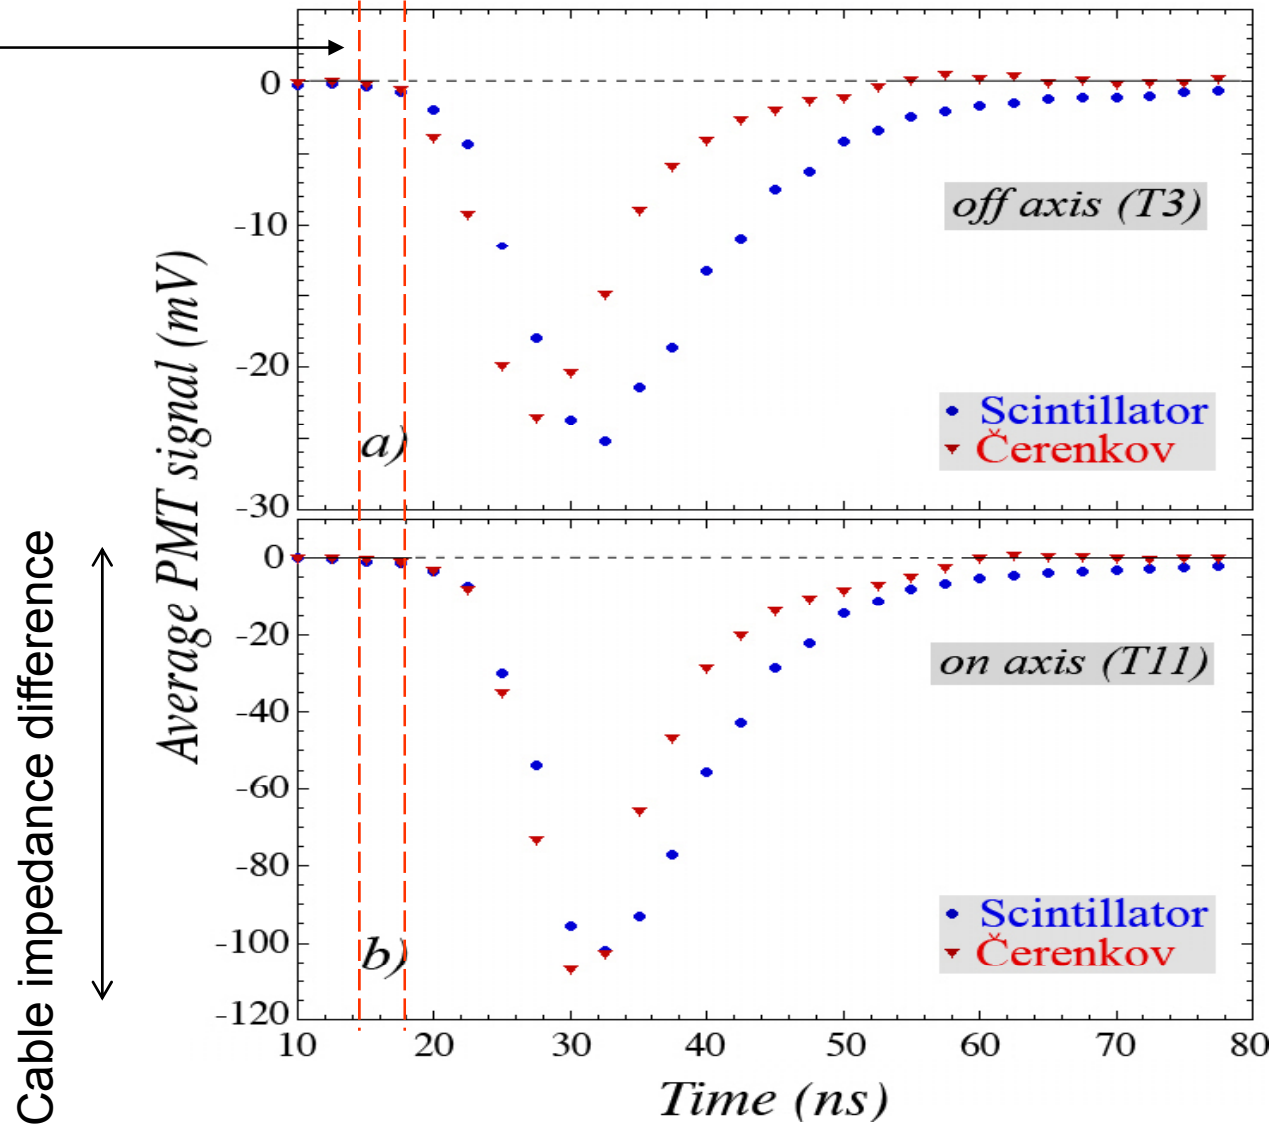 0
-10
-20
-30
off axis (T3)
Scintillator
Čerenkov
a)
Average PMT signal (mV)
Cable impedance difference
0
-20
-40
-60
-80
-100
-120
on axis (T11)
Scintillator
Čerenkov
b)
10 20 30 40 50 60 70 80
Time (ns)